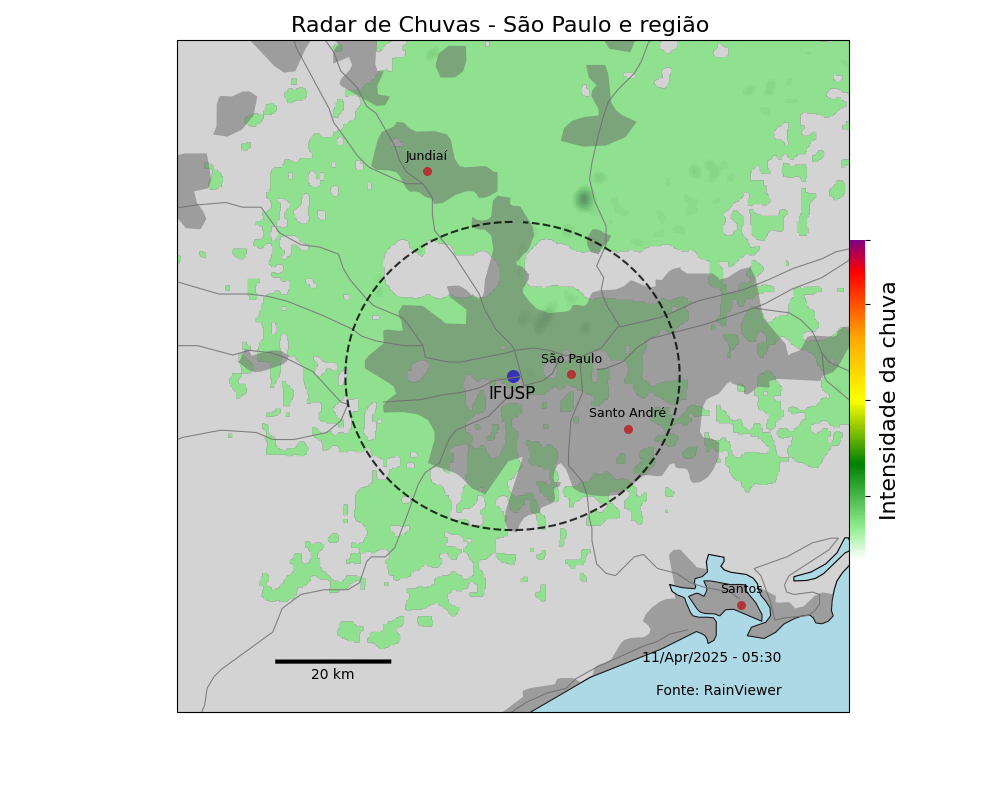 Radar de Chuvas - São Paulo e região
Jundiaí
São Paulo
IFUSP
Santo André
Intensidade da chuva
Santos
11/Apr/2025 - 05:30
20 km
Fonte: RainViewer